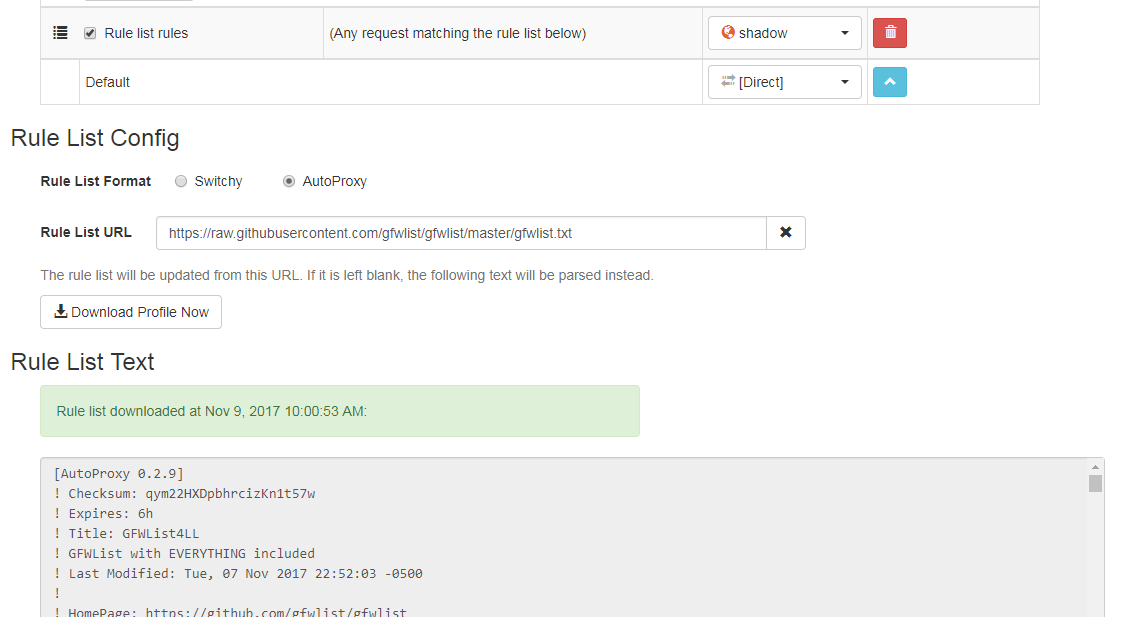 Rule list rules (Any request matching the rule list below) shadow
Default [Direct]
Rule List Config
Rule List Format Switchy AutoProxy
Rule List URL https://raw.githubusercontent.com/gfwlist/gfwlist/master/gfwlist.txt
The rule list will be updated from this URL. If it is left blank, the following text will be parsed instead.
Download Profile Now
Rule List Text
Rule list downloaded at Nov 9, 2017 10:00:53 AM:
[AutoProxy 0.2.9]
! Checksum: qym22HXDpbhrcizKn1t57w
! Expires: 6h
! Title: GFWList4LL
! GFWList with EVERYTHING included
! Last Modified: Tue, 07 Nov 2017 22:52:03 -0500
!
! HomePage: https://github.com/gfwlist/gfwlist